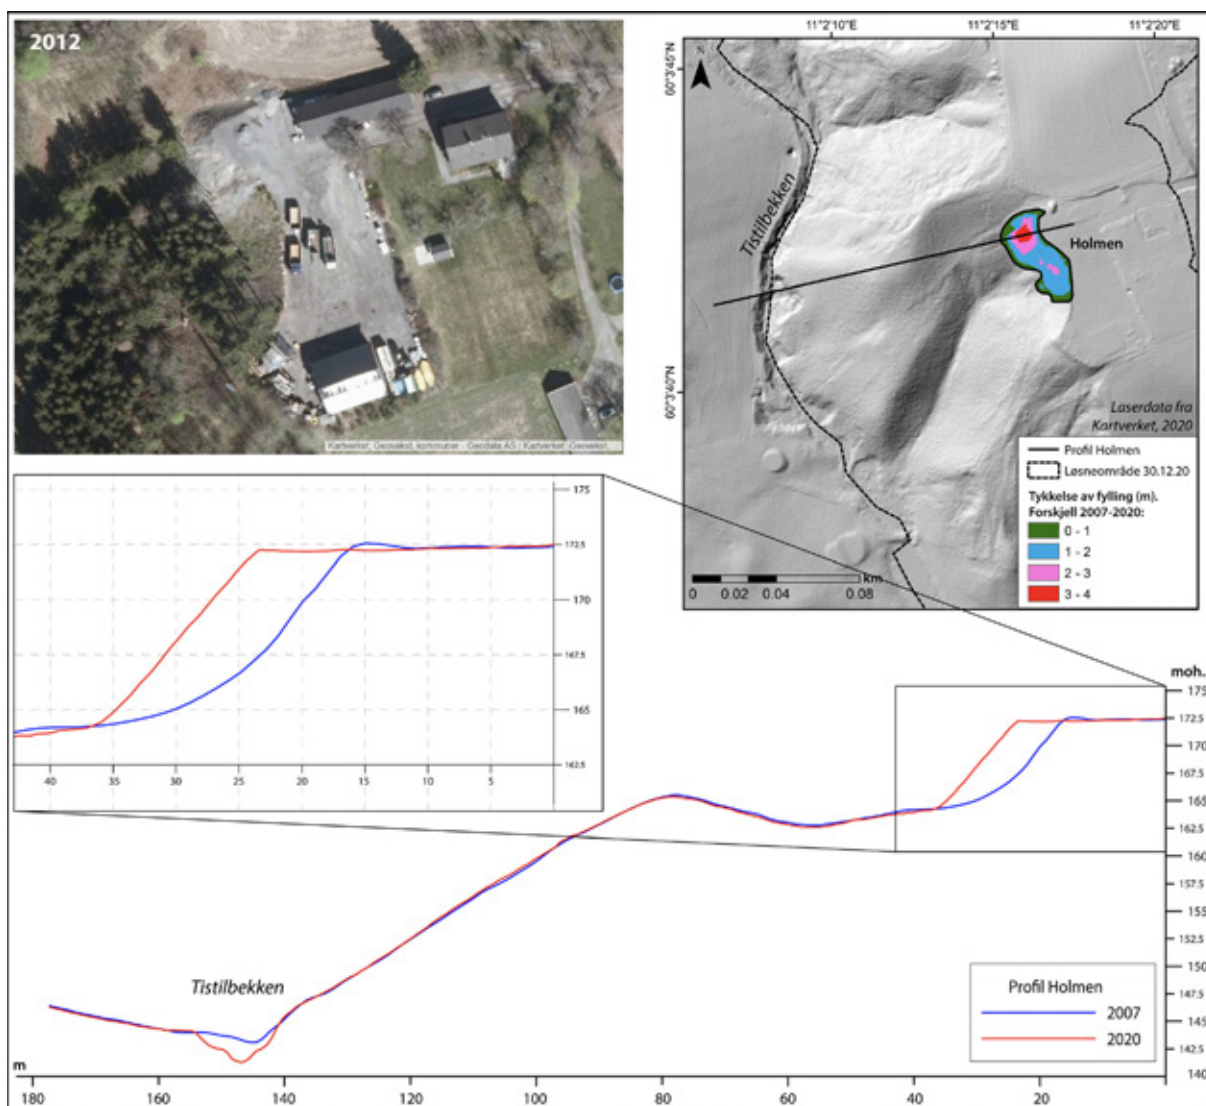 2012
Kartverket, Geovekst, kommuner - Geodata AS | Kartverket, Geovekst,
11°2'10"E 11°2'15"E 11°2'20"E
60°3'45"N
60°3'40"N
N
Tistilbekken
Holmen
Laserdata fra
Kartverket, 2020
Profil Holmen
Løsneområde 30.12.20
Tykkelse av fylling (m).
Forskjell 2007-2020:
0 - 1
1 - 2
2 - 3
3 - 4
km
0 0.02 0.04 0.08
175
172.5
170
167.5
165
162.5
40 35 30 25 20 15 10 5
moh.
175
172.5
170
167.5
165
162.5
160
157.5
155
152.5
150
147.5
145
142.5
140
Tistilbekken
Profil Holmen
2007
2020
m
180 160 140 120 100 80 60 40 20